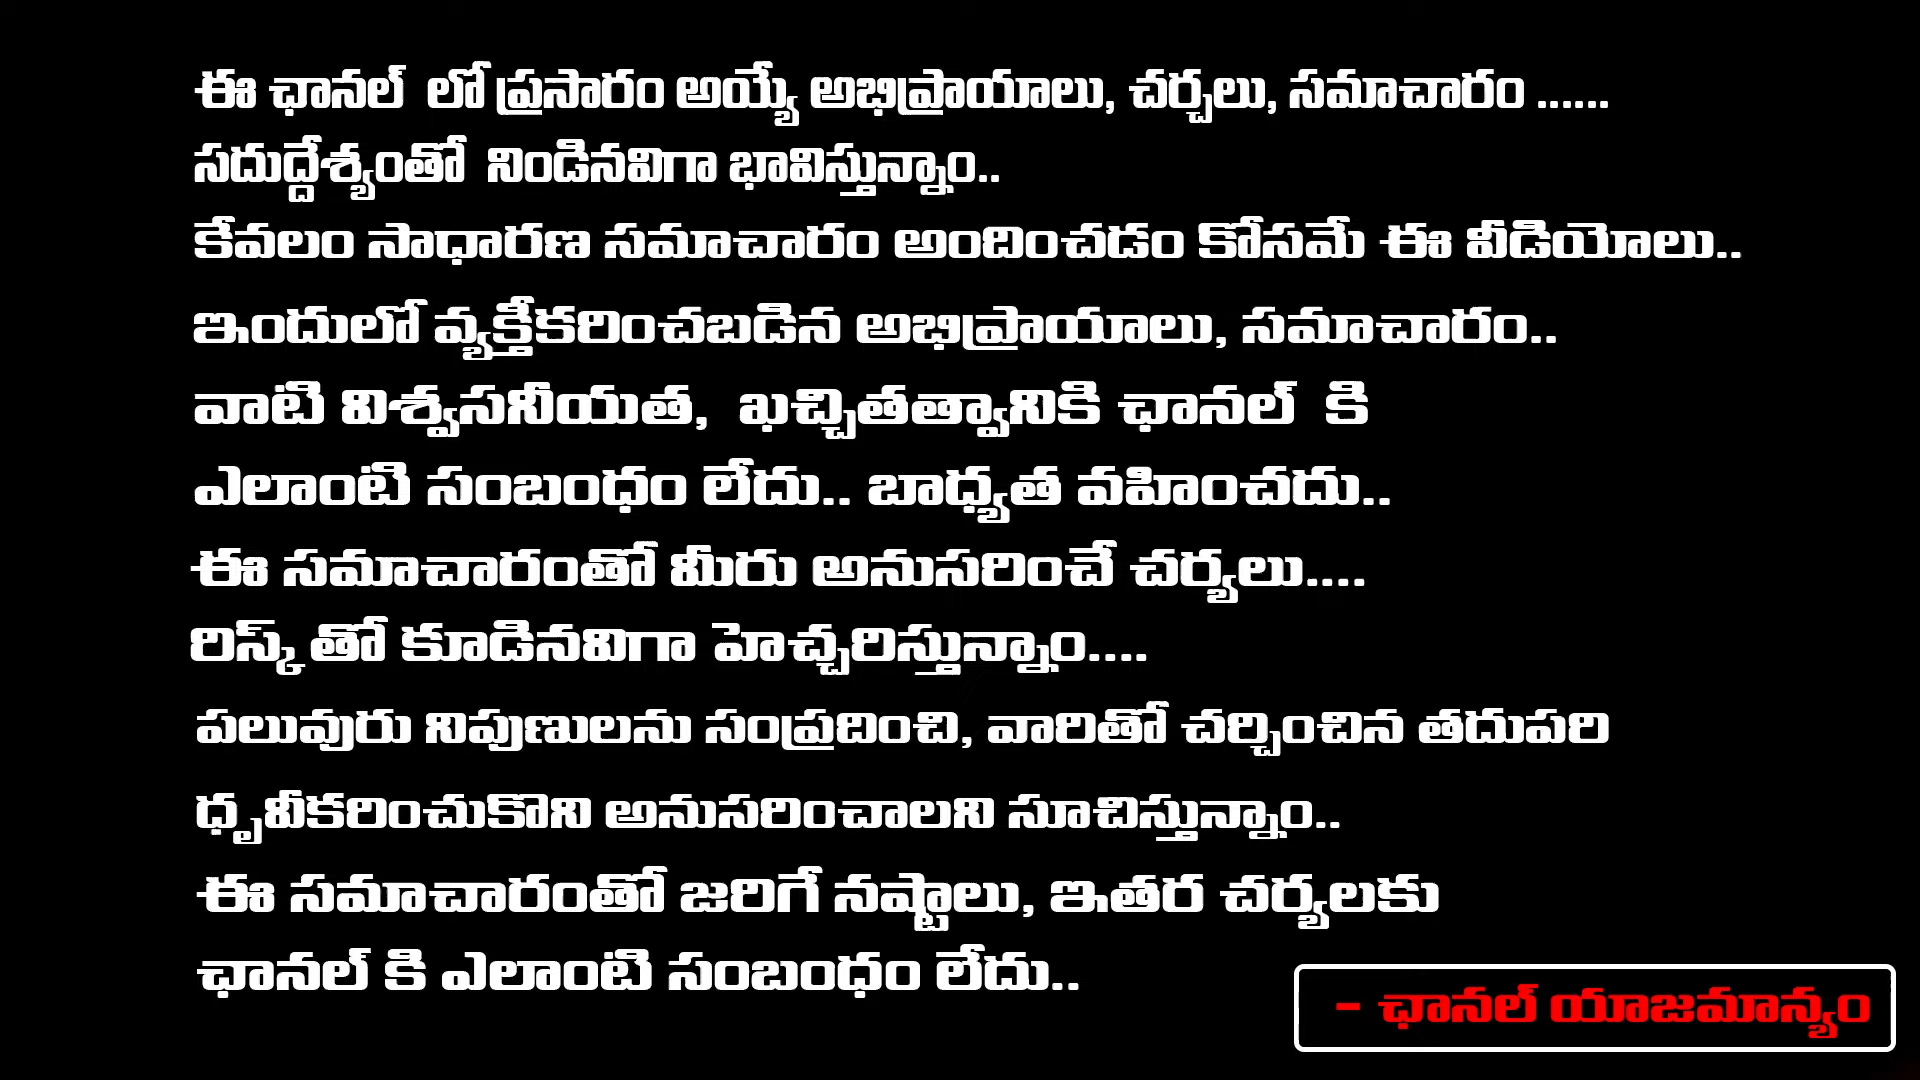 ఈ ఛానల్ లో ప్రసారం అయ్యే అభిప్రాయాలు, చర్చలు, సమాచారం ......
సదుద్దేశ్యంతో నిండినవిగా భావిస్తున్నాం..
కేవలం సాధారణ సమాచారం అందించడం కోసమే ఈ వీడియోలు..
ఇందులో వ్యక్తీకరించబడిన అభిప్రాయాలు, సమాచారం..
వాటి విశ్వసనీయత, ఖచ్చితత్వానికి ఛానల్ కి
ఎలాంటి సంబంధం లేదు.. బాధ్యత వహించదు..
ఈ సమాచారంతో మీరు అనుసరించే చర్యలు....
రిస్క్ తో కూడినవిగా హెచ్చరిస్తున్నాం....
పలువురు నిపుణులను సంప్రదించి, వారితో చర్చించిన తదుపరి
ధృవీకరించుకొని అనుసరించాలని సూచిస్తున్నాం..
ఈ సమాచారంతో జరిగే నష్టాలు, ఇతర చర్యలకు
ఛానల్ కి ఎలాంటి సంబంధం లేదు..
- ఛానల్ యాజమాన్యం